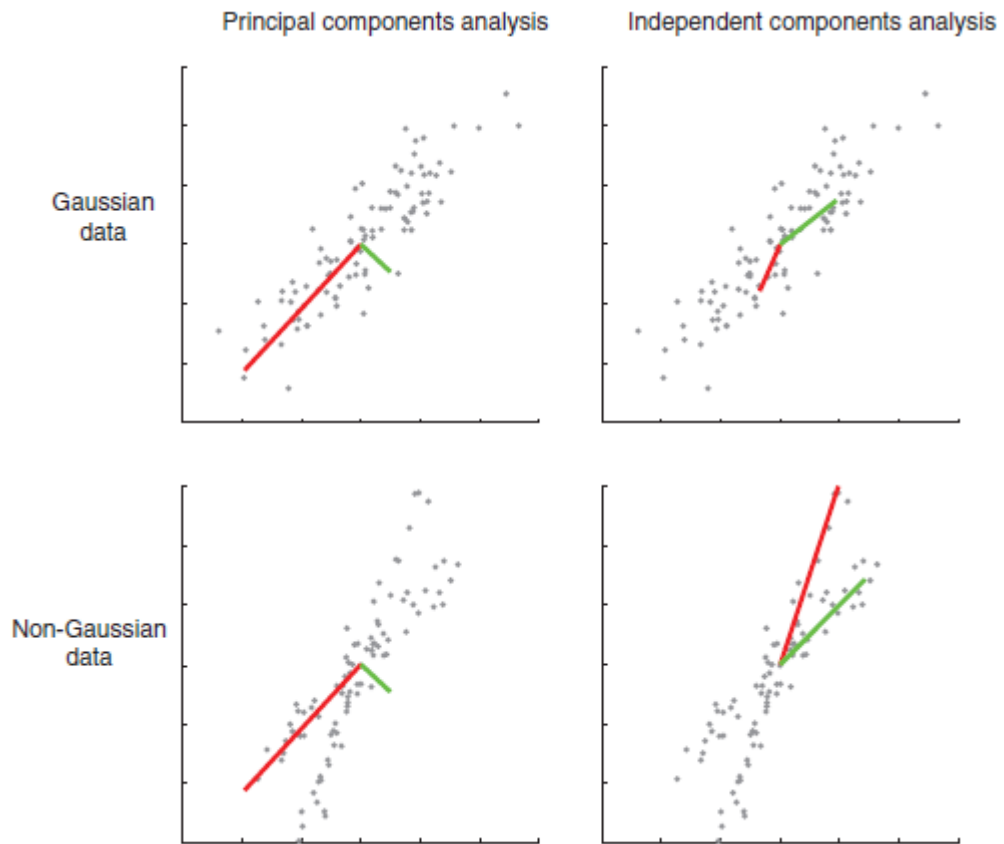 Principal components analysis
Independent components analysis
Gaussian
data
Non-Gaussian
data